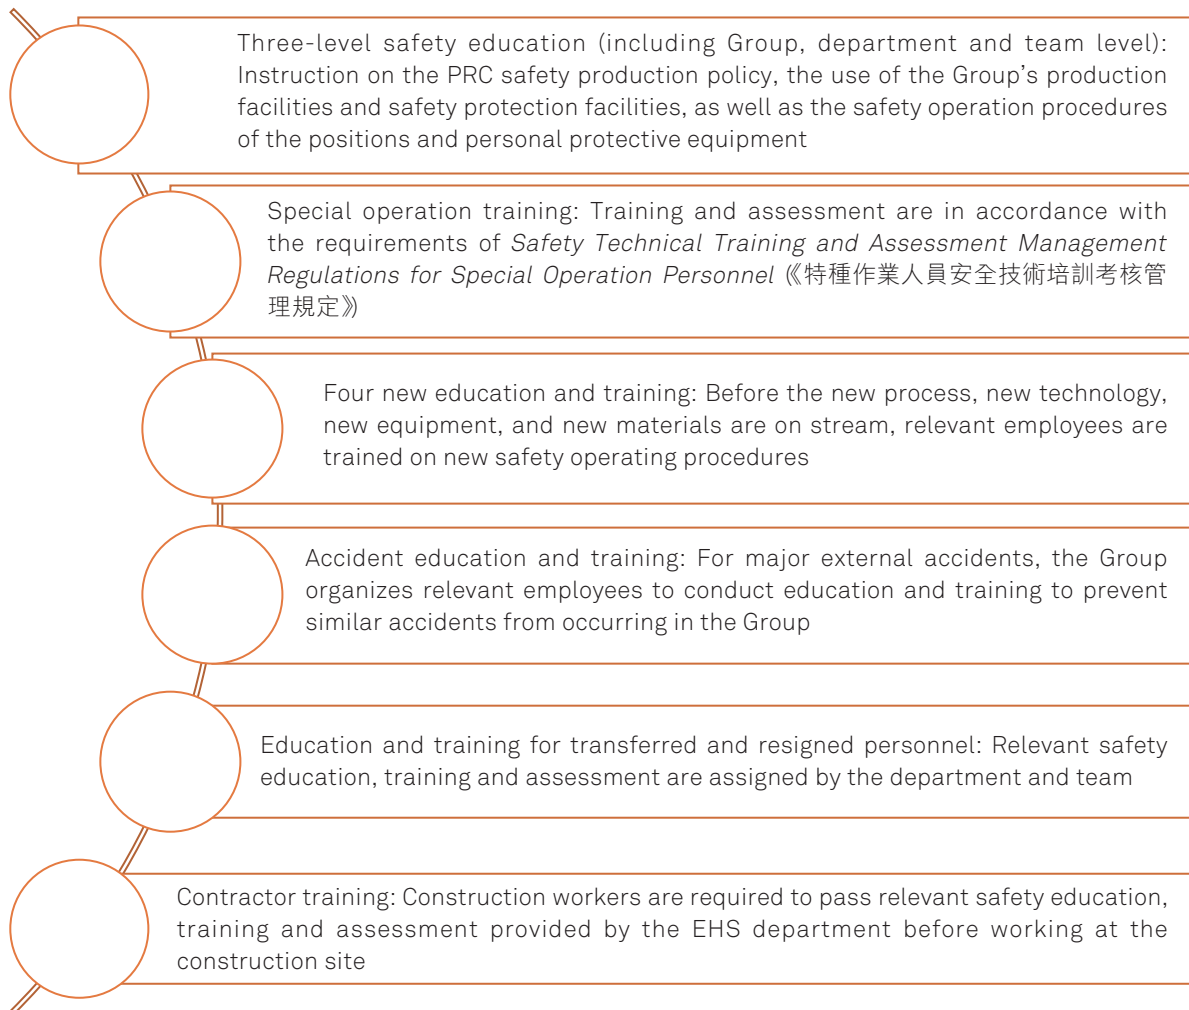 Three-level safety education (including Group, department and team level):
Instruction on the PRC safety production policy, the use of the Group’s production
facilities and safety protection facilities, as well as the safety operation procedures
of the positions and personal protective equipment
Special operation training: Training and assessment are in accordance with
the requirements of Safety Technical Training and Assessment Management
Regulations for Special Operation Personnel (《特種作業人員安全技術培訓考核管
理規定》)
Four new education and training: Before the new process, new technology,
new equipment, and new materials are on stream, relevant employees are
trained on new safety operating procedures
Accident education and training: For major external accidents, the Group
organizes relevant employees to conduct education and training to prevent
similar accidents from occurring in the Group
Education and training for transferred and resigned personnel: Relevant safety
education, training and assessment are assigned by the department and team
Contractor training: Construction workers are required to pass relevant safety education,
training and assessment provided by the EHS department before working at the
construction site